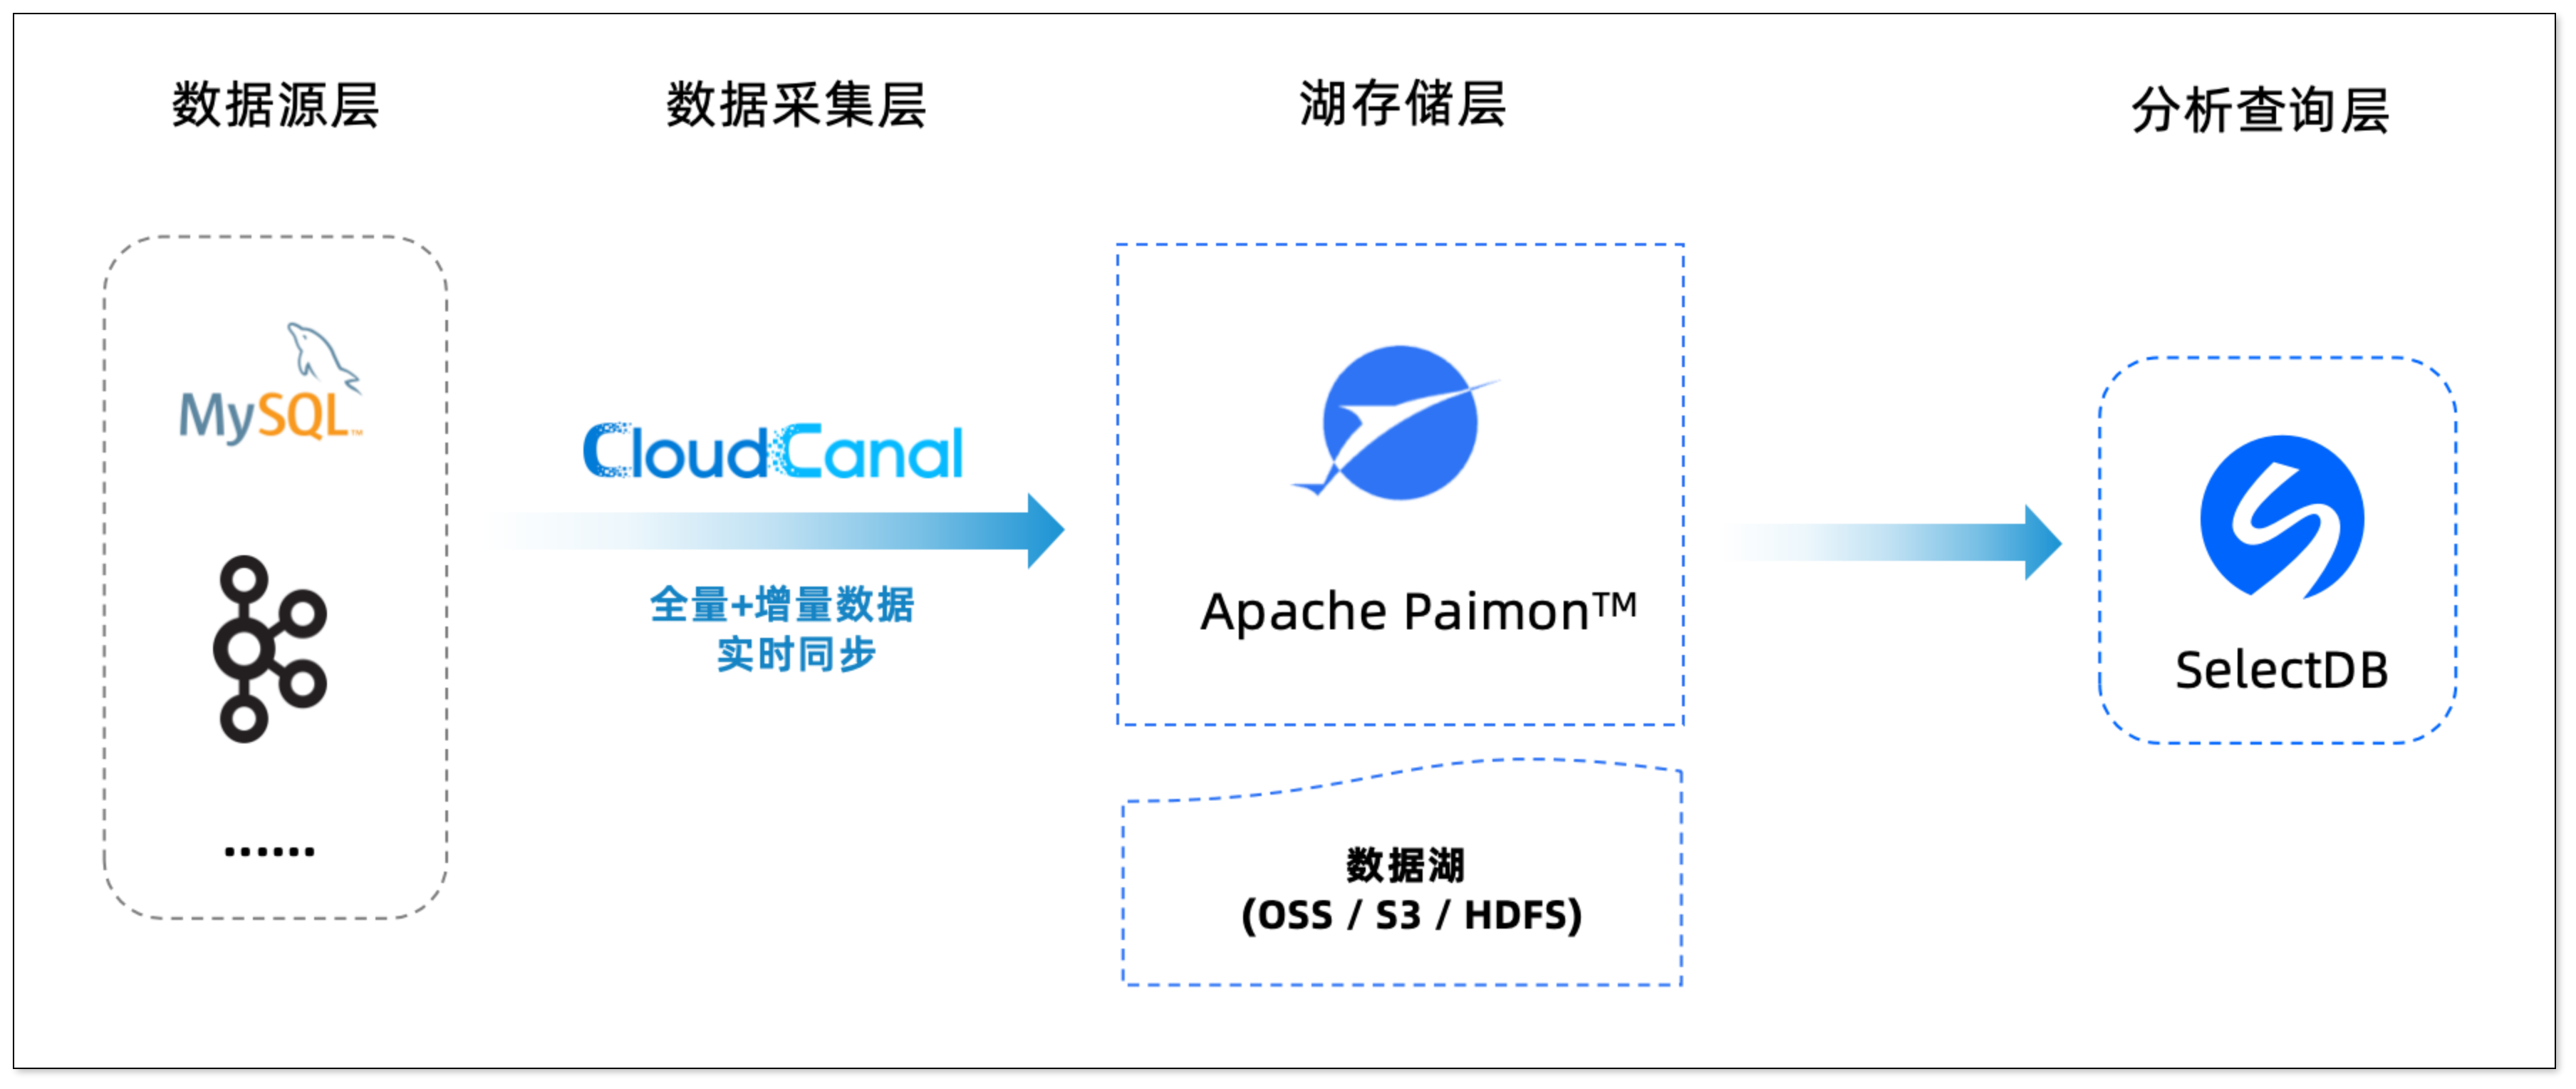 数据源层
数据采集层
湖存储层
分析查询层
MySQL™
......
CloudCanal
全量+增量数据
实时同步
Apache Paimon™
数据湖
(OSS / S3 / HDFS)
SelectDB